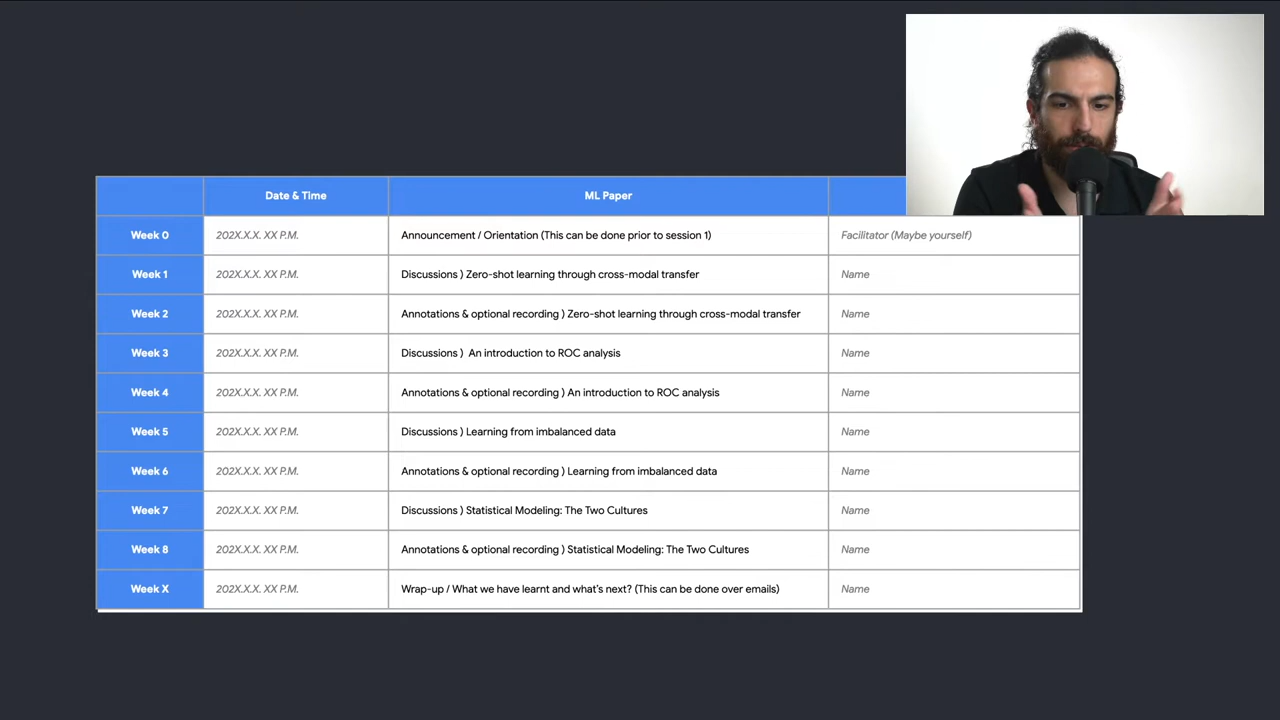 Date & Time ML Paper
Week 0 202X.X.X. XX P.M. Announcement / Orientation (This can be done prior to session 1) Facilitator (Maybe yourself)
Week 1 202X.X.X. XX P.M. Discussions ) Zero-shot learning through cross-modal transfer Name
Week 2 202X.X.X. XX P.M. Annotations & optional recording ) Zero-shot learning through cross-modal transfer Name
Week 3 202X.X.X. XX P.M. Discussions ) An introduction to ROC analysis Name
Week 4 202X.X.X. XX P.M. Annotations & optional recording ) An introduction to ROC analysis Name
Week 5 202X.X.X. XX P.M. Discussions ) Learning from imbalanced data Name
Week 6 202X.X.X. XX P.M. Annotations & optional recording ) Learning from imbalanced data Name
Week 7 202X.X.X. XX P.M. Discussions ) Statistical Modeling: The Two Cultures Name
Week 8 202X.X.X. XX P.M. Annotations & optional recording ) Statistical Modeling: The Two Cultures Name
Week X 202X.X.X. XX P.M. Wrap-up / What we have learnt and what's next? (This can be done over emails) Name